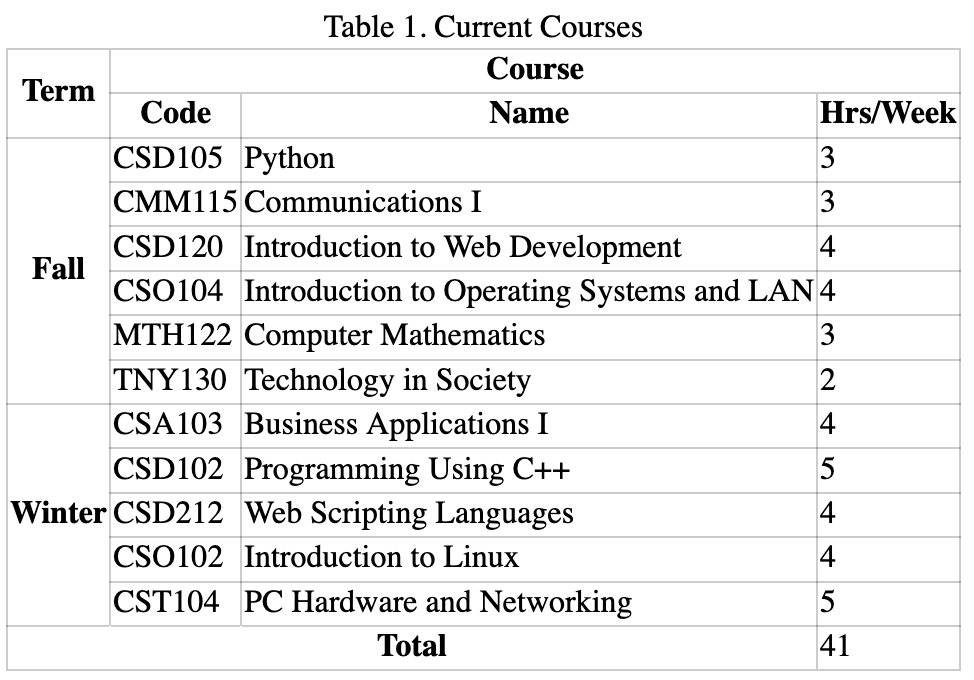 Table 1. Current Courses
Term Course
Code Name Hrs/Week
Fall CSD105 Python 3
CMM115 Communications I 3
CSD120 Introduction to Web Development 4
CSO104 Introduction to Operating Systems and LAN 4
MTH122 Computer Mathematics 3
TNY130 Technology in Society 2
Winter CSA103 Business Applications I 4
CSD102 Programming Using C++ 5
CSD212 Web Scripting Languages 4
CSO102 Introduction to Linux 4
CST104 PC Hardware and Networking 5
Total 41